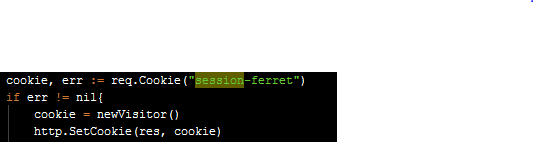 cookie, err := req.Cookie("session-ferret")
if err != nil{
cookie = newVisitor()
http.SetCookie(res, cookie)